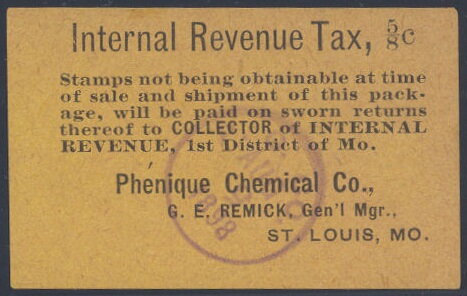 Internal Revenue Tax, ⅝c
Stamps not being obtainable at time
of sale and shipment of this pack-
age, will be paid on sworn returns
thereof to COLLECTOR of INTERNAL
REVENUE, 1st District of Mo.
Phénique Chemical Co.,
G. E. REMICK, Gen'l Mgr.,
ST. LOUIS, MO.
1898